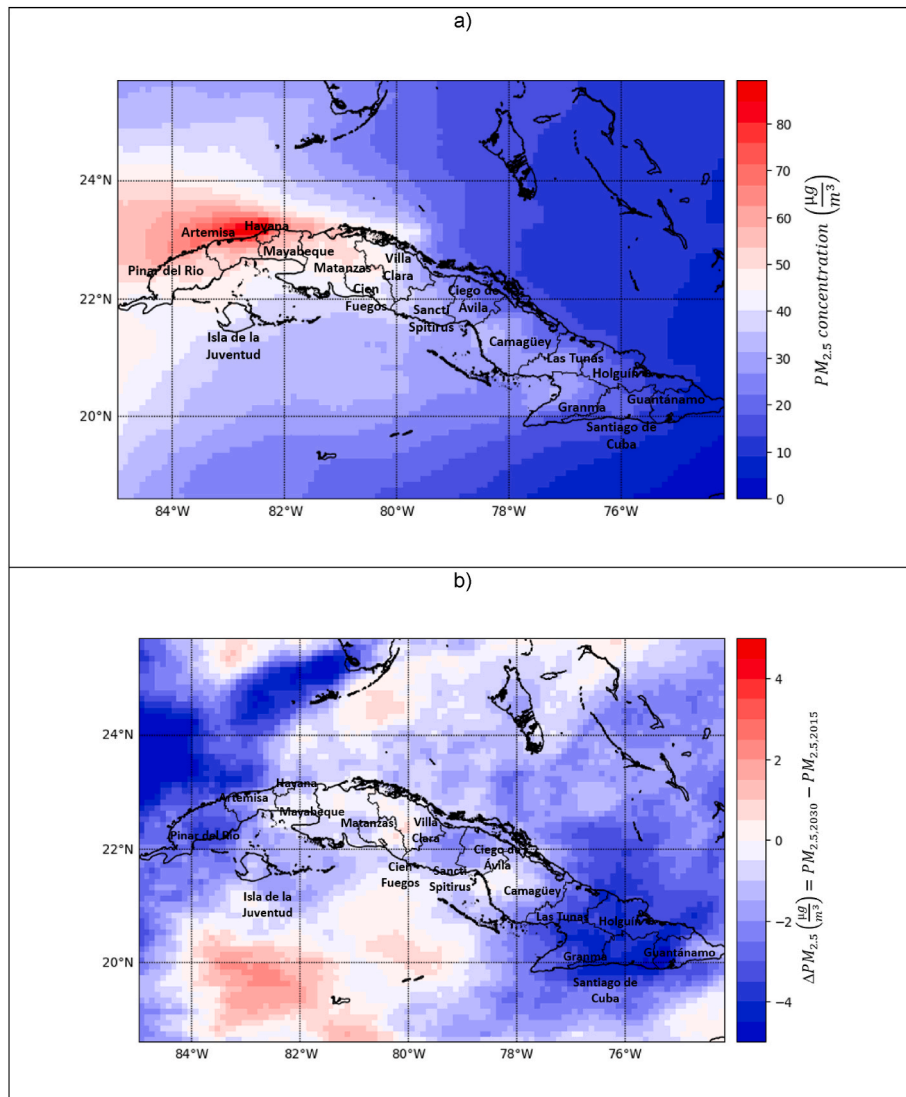 a)
24°N
22°N
20°N
84°W 82°W 80°W 78°W 76°W
Havana
Artemisa
Mayabeque
Pinar del Rio
Matanzas
Villa
Clara
Cien
Fuegos
Isla de la
Juventud
Sancti
Spitirus
Ciego de
Ávila
Camagüey
Las Tunas
Holguín
Guantánamo
Granma
Santiago de
Cuba
80
70
60
50
40
30
20
10
0
PM2.5 concentration (µg/m³)
b)
24°N
22°N
20°N
84°W 82°W 80°W 78°W 76°W
Havana
Artemisa
Mayabeque
Pinar del Rio
Matanzas
Villa
Clara
Cien
Fuegos
Isla de la
Juventud
Sancti
Spitirus
Ciego de
Ávila
Camagüey
Las Tunas
Holguín
Granma
Guantánamo
Santiago de
Cuba
4
2
0
−2
−4
ΔPM2.5 (µg/m³) = PM2.5,2030 − PM2.5,2015